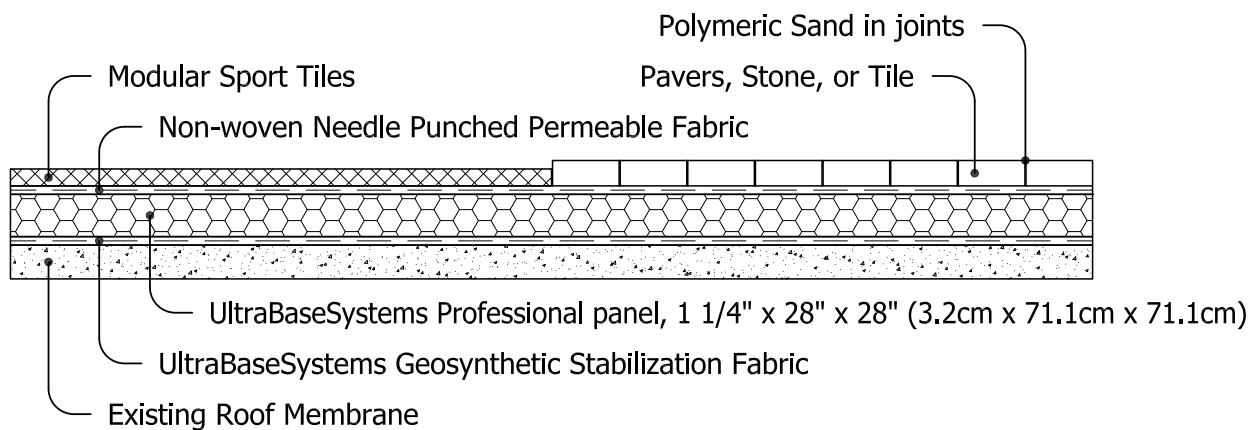 Polymeric Sand in joints
Modular Sport Tiles
Pavers, Stone, or Tile
Non-woven Needle Punched Permeable Fabric
UltraBaseSystems Professional panel, 1 1/4" x 28" x 28" (3.2cm x 71.1cm x 71.1cm)
UltraBaseSystems Geosynthetic Stabilization Fabric
Existing Roof Membrane